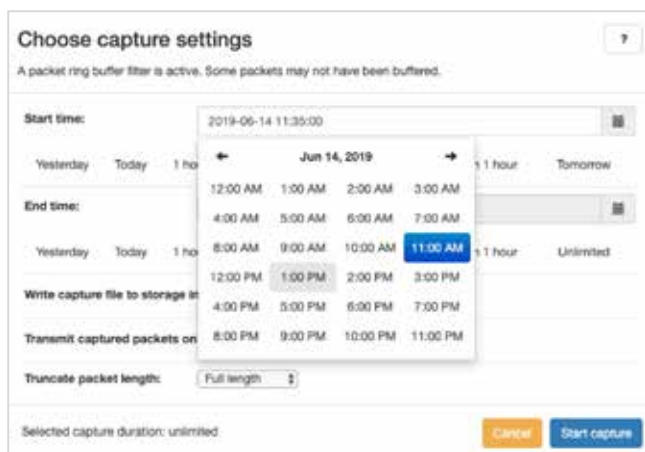 Choose capture settings
?
A packet ring buffer filter is active. Some packets may not have been buffered.
Start time:
2019-06-14 11:35:00
Yesterday Today 1 ho
1 hour Tomorrow
← Jun 14, 2019 →
12:00 AM 1:00 AM 2:00 AM 3:00 AM
4:00 AM 5:00 AM 6:00 AM 7:00 AM
8:00 AM 9:00 AM 10:00 AM 11:00 AM
12:00 PM 1:00 PM 2:00 PM 3:00 PM
4:00 PM 5:00 PM 6:00 PM 7:00 PM
8:00 PM 9:00 PM 10:00 PM 11:00 PM
End time:
Yesterday Today 1 ho
1 hour Unlimited
Write capture file to storage in
Transmit captured packets on
Truncate packet length: Full length
Selected capture duration: unlimited
Cancel Start capture